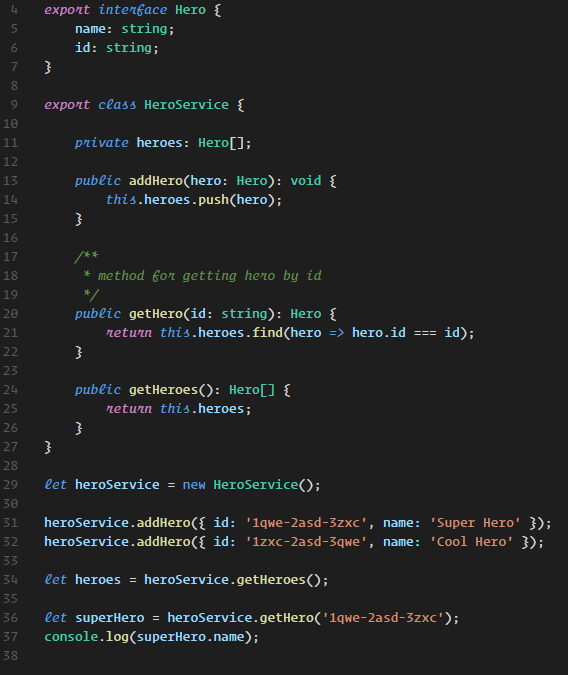 4 export interface Hero {
5 name: string;
6 id: string;
7 }
8
9 export class HeroService {
10
11 private heroes: Hero[];
12
13 public addHero(hero: Hero): void {
14 this.heroes.push(hero);
15 }
16
17 /**
18 * method for getting hero by id
19 */
20 public getHero(id: string): Hero {
21 return this.heroes.find(hero => hero.id === id);
22 }
23
24 public getHeroes(): Hero[] {
25 return this.heroes;
26 }
27 }
28
29 let heroService = new HeroService();
30
31 heroService.addHero({ id: '1qwe-2asd-3zxc', name: 'Super Hero' });
32 heroService.addHero({ id: '1zxc-2asd-3qwe', name: 'Cool Hero' });
33
34 let heroes = heroService.getHeroes();
35
36 let superHero = heroService.getHero('1qwe-2asd-3zxc');
37 console.log(superHero.name);
38